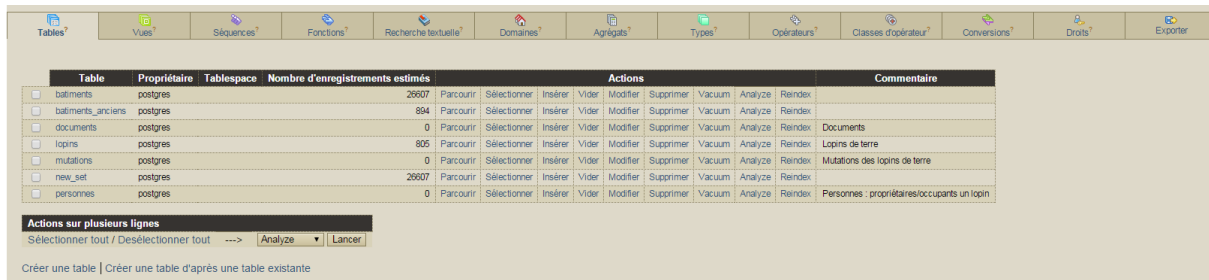 Tables? Vues? Séquences? Fonctions? Recherche textuelle? Domaines? Agrégats? Types? Opérateurs? Classes d'opérateur? Conversions? Droits? Exporter
Table Propriétaire Tablespace Nombre d'enregistrements estimés Actions Commentaire
batiments postgres 26607 Parcourir Sélectionner Insérer Vider Modifier Supprimer Vacuum Analyze Reindex
batiments_anciens postgres 894 Parcourir Sélectionner Insérer Vider Modifier Supprimer Vacuum Analyze Reindex
documents postgres 0 Parcourir Sélectionner Insérer Vider Modifier Supprimer Vacuum Analyze Reindex Documents
lopins postgres 805 Parcourir Sélectionner Insérer Vider Modifier Supprimer Vacuum Analyze Reindex Lopins de terre
mutations postgres 0 Parcourir Sélectionner Insérer Vider Modifier Supprimer Vacuum Analyze Reindex Mutations des lopins de terre
new_set postgres 26607 Parcourir Sélectionner Insérer Vider Modifier Supprimer Vacuum Analyze Reindex
personnes postgres 0 Parcourir Sélectionner Insérer Vider Modifier Supprimer Vacuum Analyze Reindex Personnes : propriétaires/occupants un lopin
Actions sur plusieurs lignes
Sélectionner tout / Desélectionner tout ---> Analyze Lancer
Créer une table | Créer une table d'après une table existante